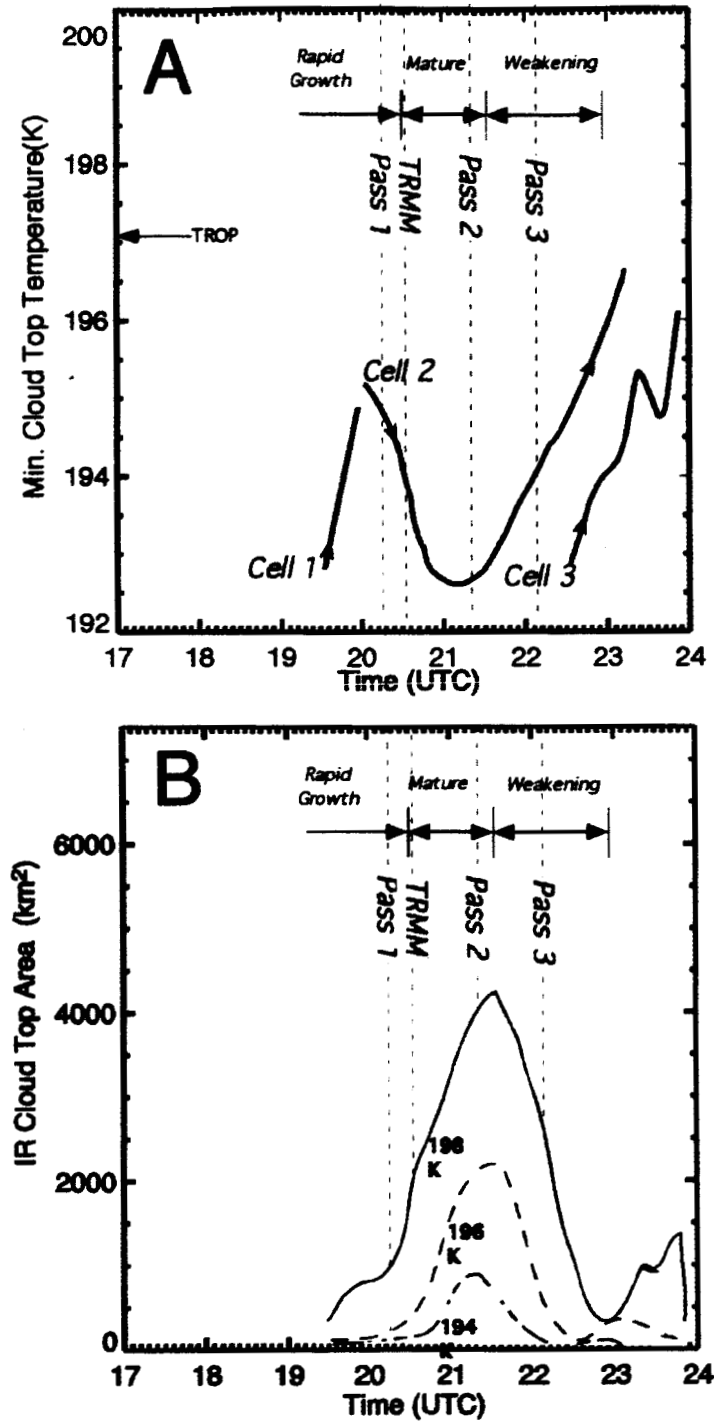 200
A
Rapid
Growth
Mature
Weakening
198
Pass 1
TRMM
Pass 2
Pass 3
TROP
196
Cell 2
194
Cell 1
Cell 3
192
Min. Cloud Top Temperature(K)
17 18 19 20 21 22 23 24
Time (UTC)
B
Rapid
Growth
Mature
Weakening
6000
Pass 1
TRMM
Pass 2
Pass 3
4000
198
K
2000
196
K
194
K
0
IR Cloud Top Area (km²)
17 18 19 20 21 22 23 24
Time (UTC)